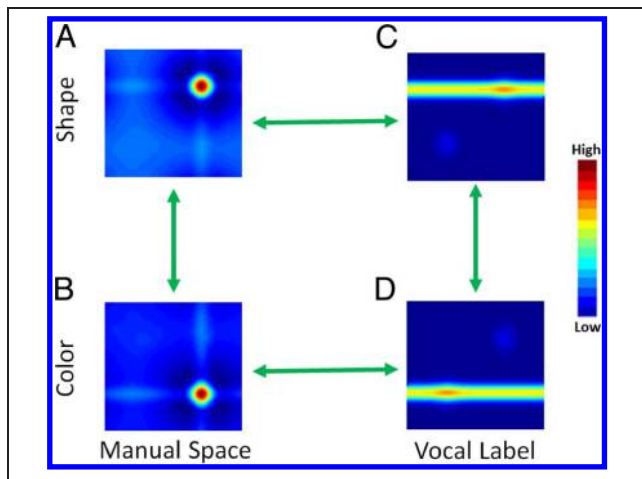 A
C
Shape
High
Low
B
D
Color
Manual Space
Vocal Label